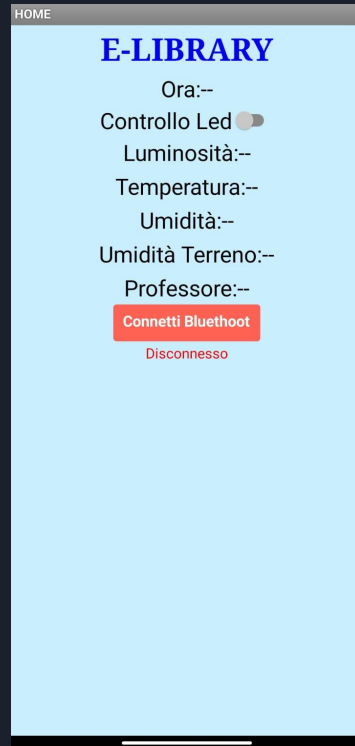 HOME
E-LIBRARY
Ora:--
Controllo Led
Luminosità:--
Temperatura:--
Umidità:--
Umidità Terreno:--
Professore:--
Connetti Bluethoot
Disconnesso